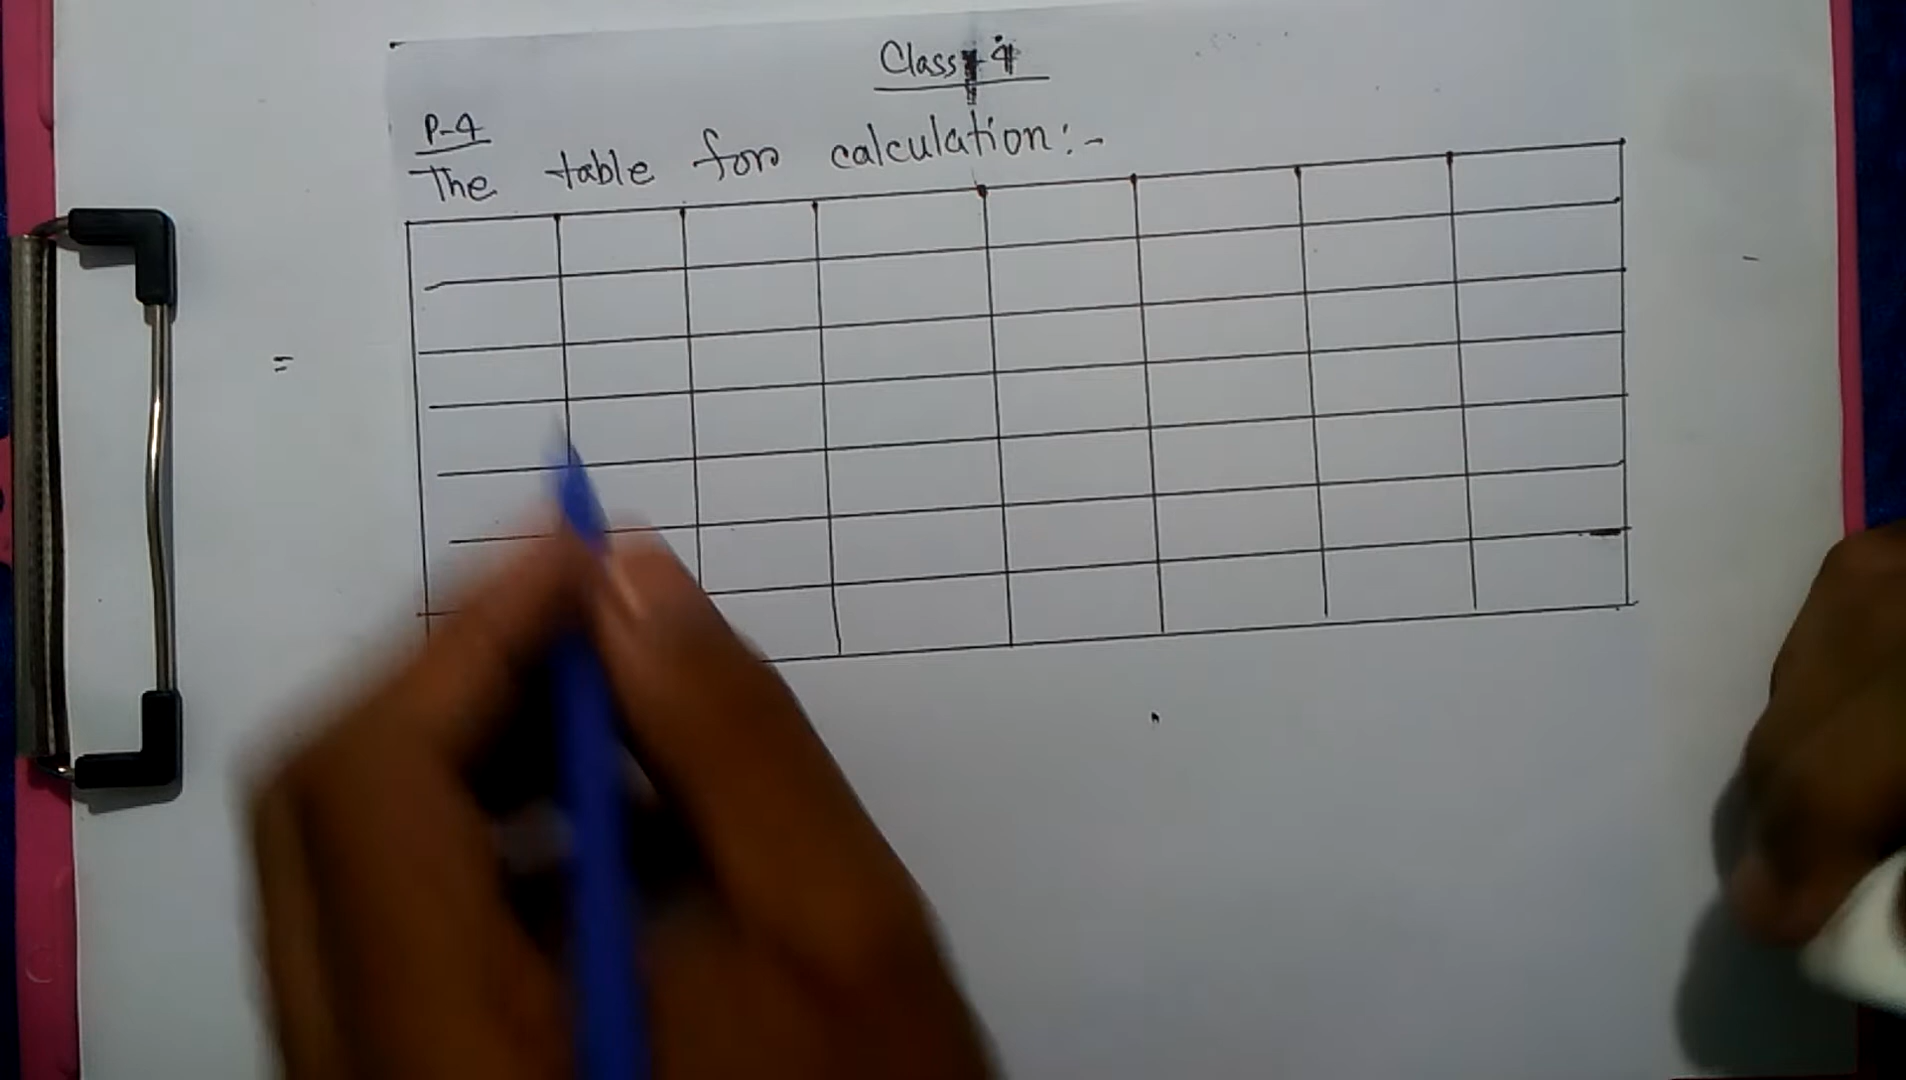 Class-4
P-4
The table for calculation:-
=